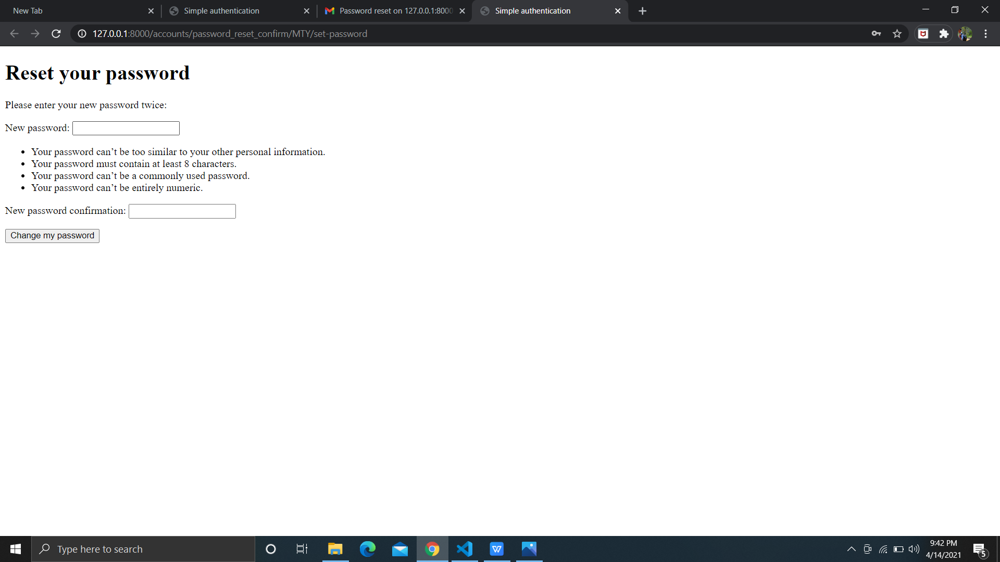 New Tab
Simple authentication
Password reset on 127.0.0.1:8000
Simple authentication
127.0.0.1:8000/accounts/password_reset_confirm/MTY/set-password
Reset your password
Please enter your new password twice:
New password:
Your password can’t be too similar to your other personal information.
Your password must contain at least 8 characters.
Your password can’t be a commonly used password.
Your password can’t be entirely numeric.
New password confirmation:
Change my password
Type here to search
W
9:42 PM
4/14/2021
5